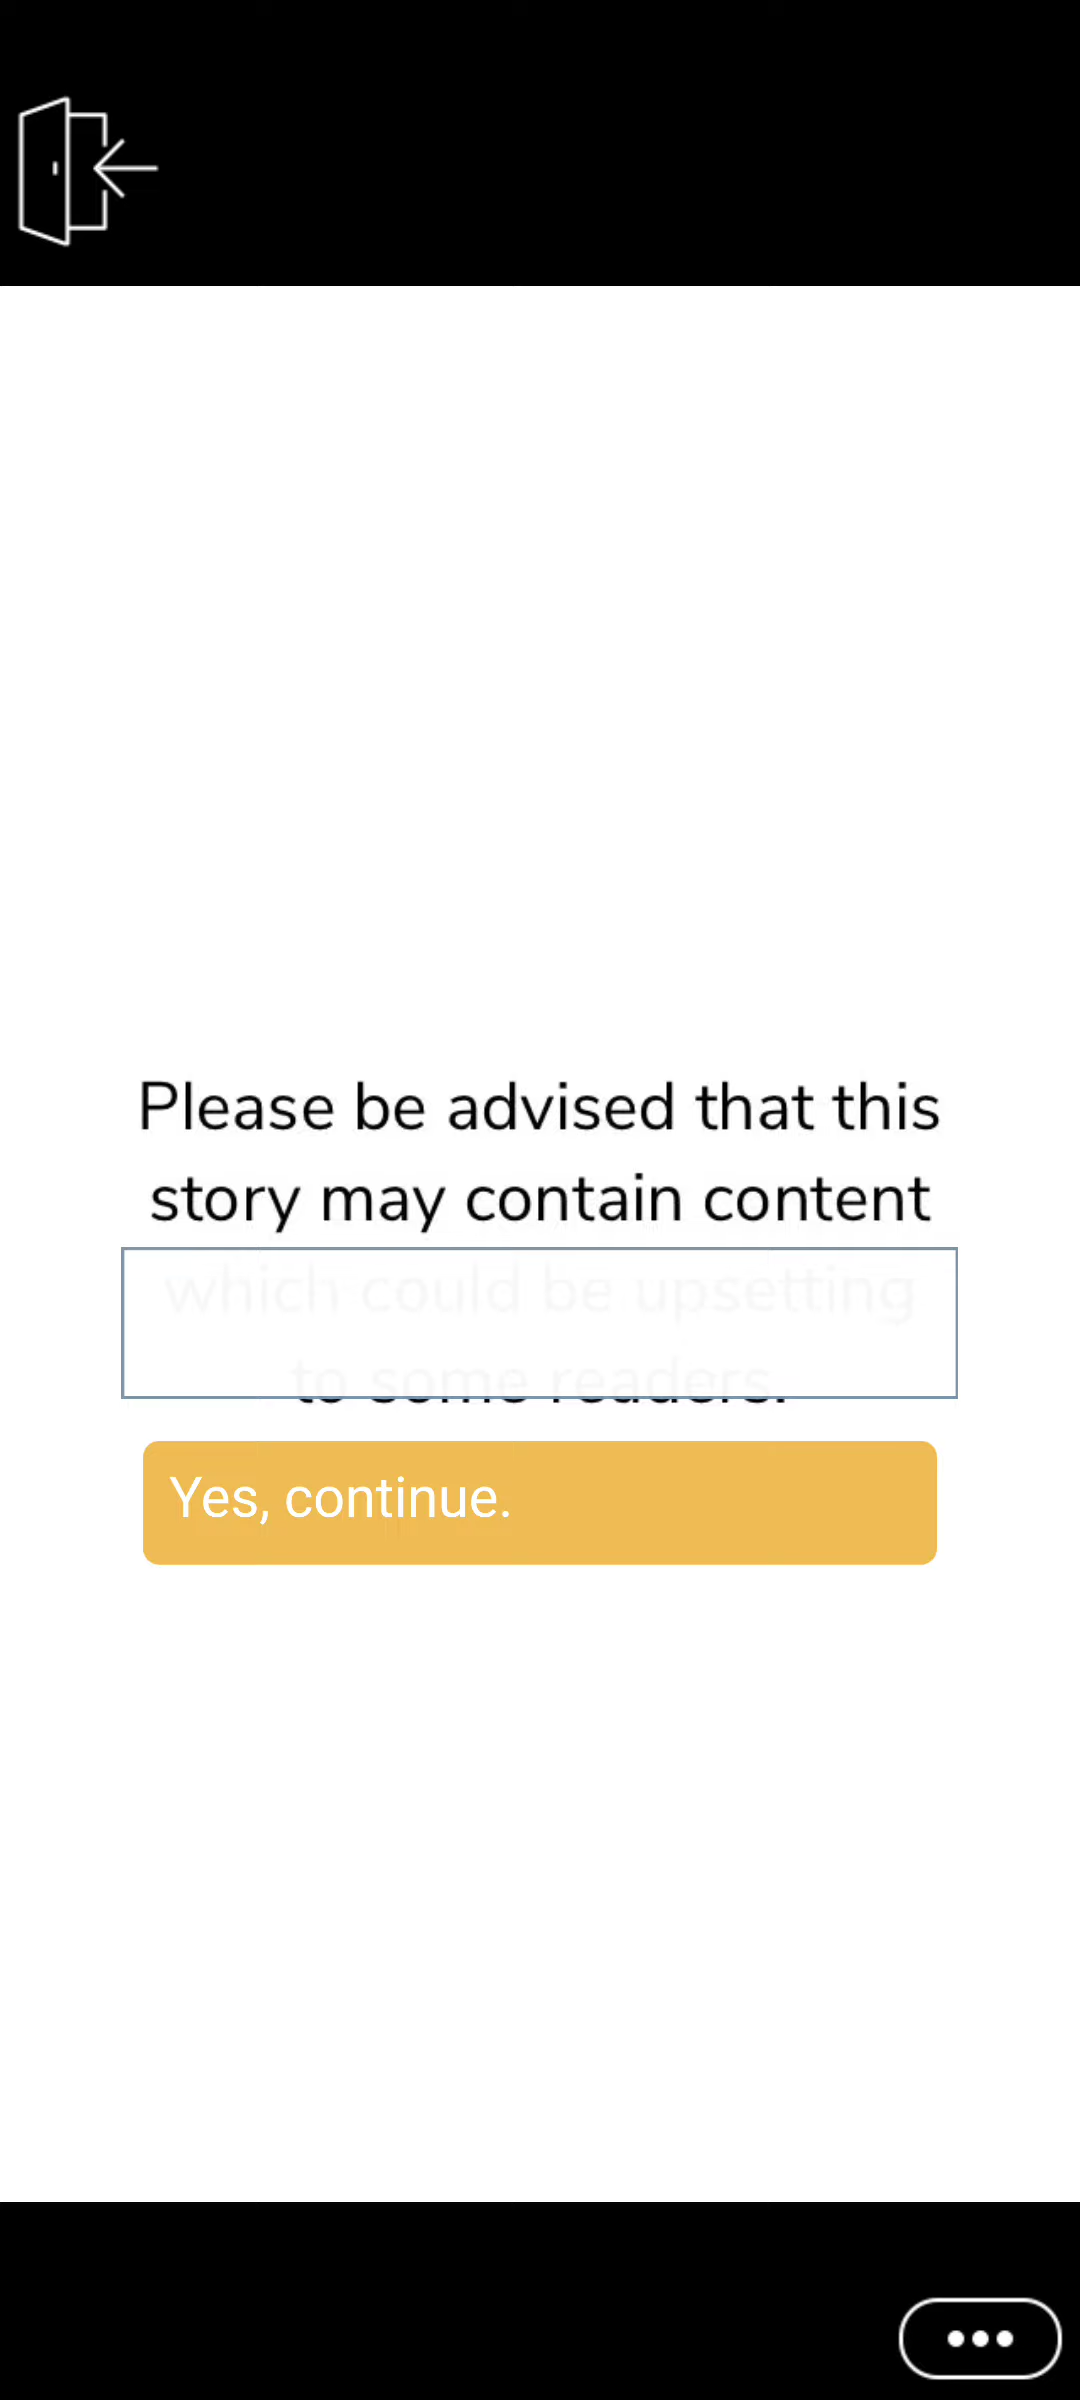 Please be advised that this
story may contain content
which could be upsetting
to some readers.
Yes, continue.